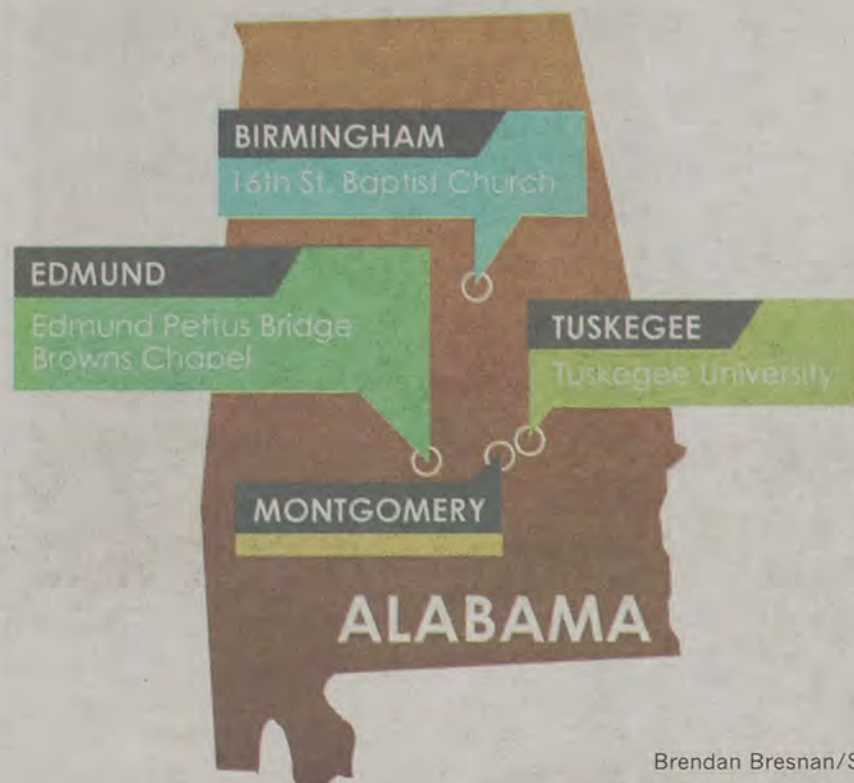 BIRMINGHAM
16th St. Baptist Church
EDMUND
Edmund Pettus Bridge
Browns Chapel
TUSKEGEE
Tuskegee University
MONTGOMERY
ALABAMA
Brendan Bresnan/S